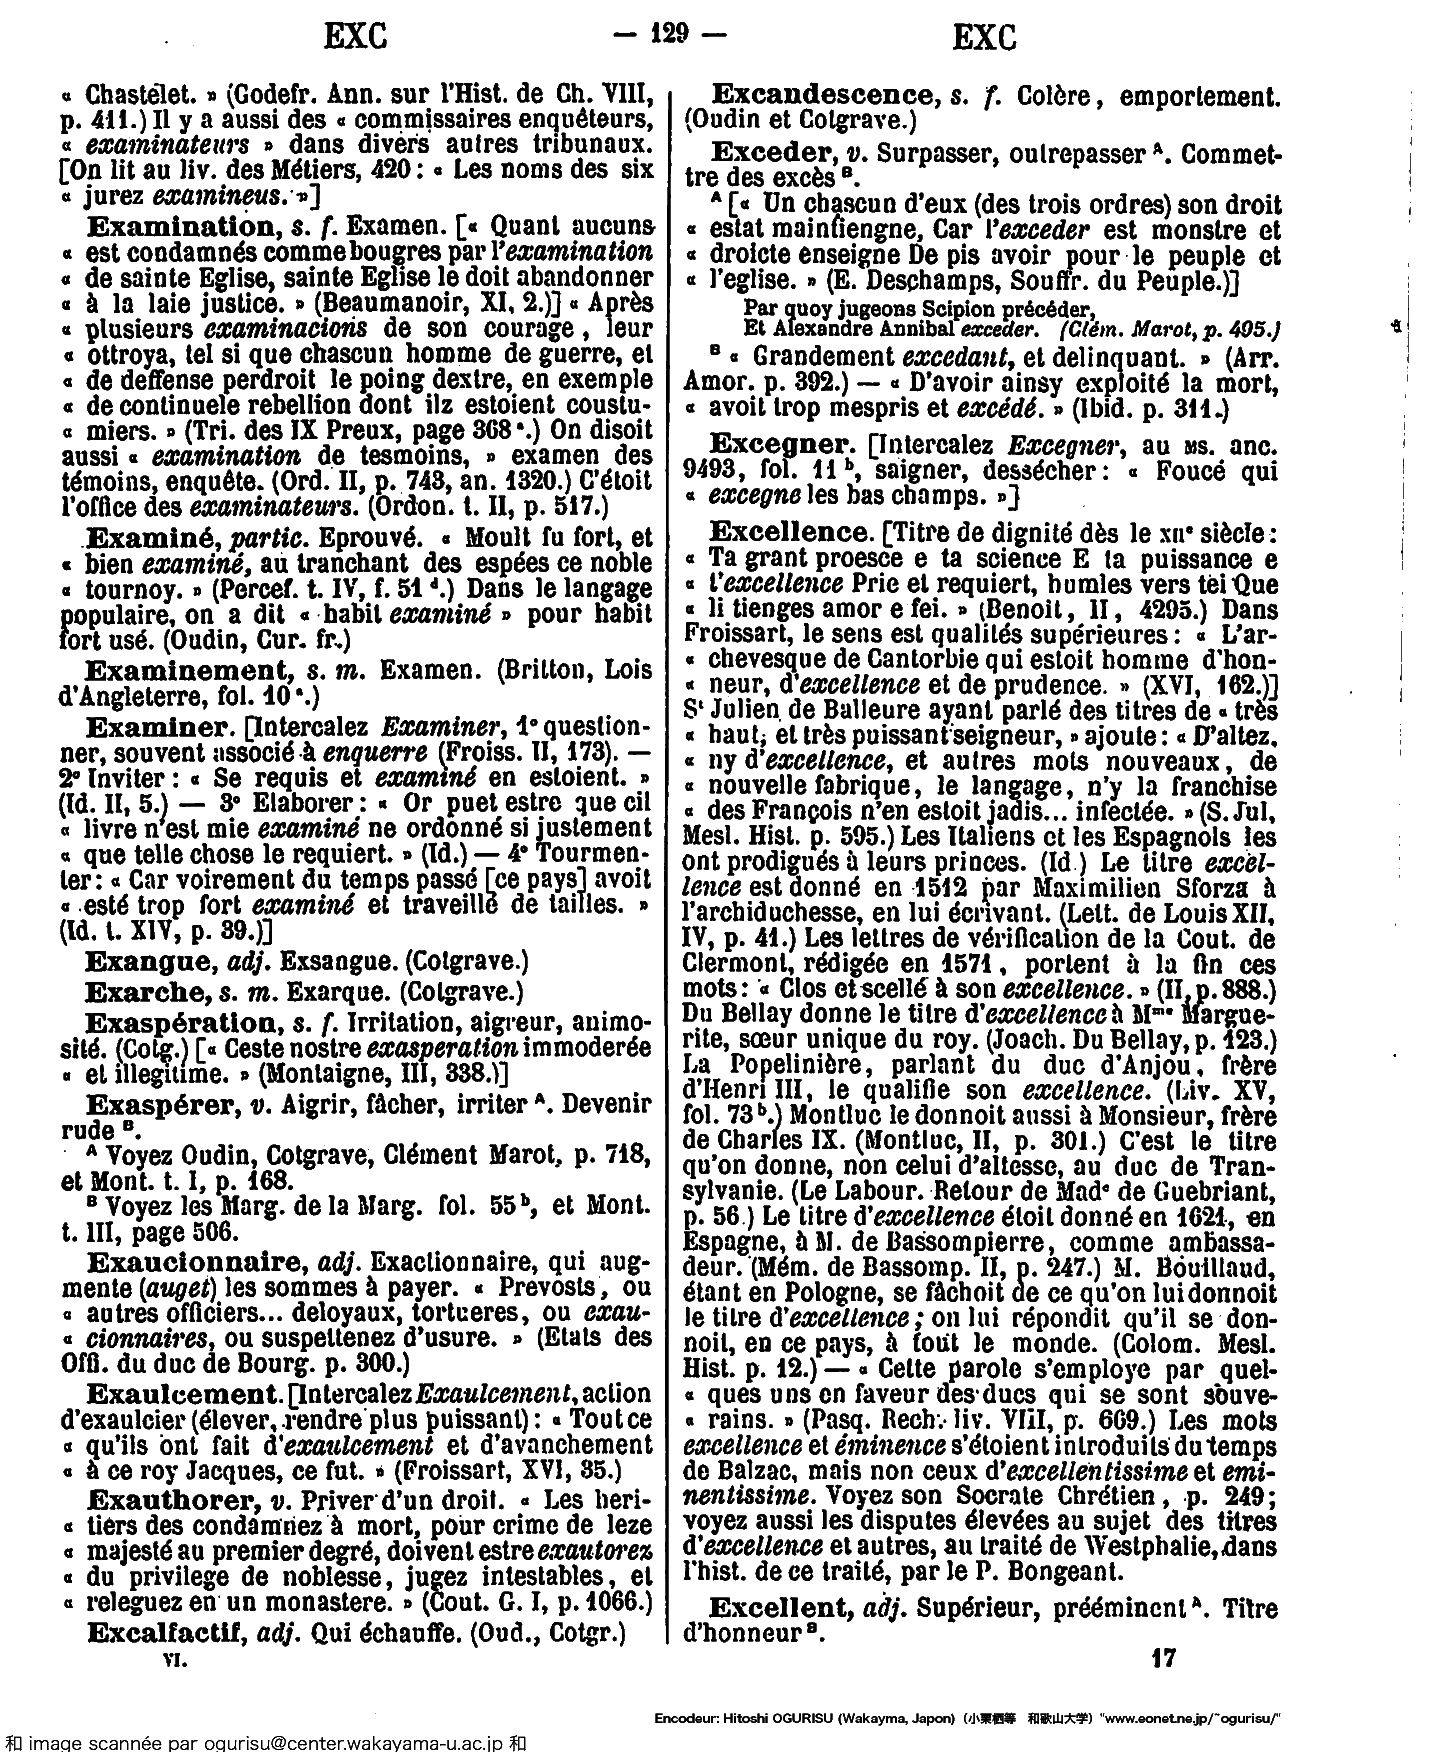 EXC — 129 — EXC
« Chastélet. » (Godefr. Ann. sur l'Hist. de Ch. VIII,
p. 411.) Il y a aussi des « commissaires enquêteurs,
« examinateurs » dans divers autres tribunaux.
[On lit au liv. des Métiers, 420 : « Les noms des six
« jurez examineus. »]
Examination, s. f. Examen. [« Quant aucuns
« est condamnés comme bougres par l'examination
« de sainte Eglise, sainte Eglise le doit abandonner
« à la laie justice. » (Beaumanoir, XI, 2.)] « Après
« plusieurs examinacions de son courage, leur
« ottroya, tel si que chascun homme de guerre, et
« de deffense perdroit le poing dextre, en exemple
« de continuele rebellion dont ilz estoient coustu-
« miers. » (Tri. des IX Preux, page 368 ª.) On disoit
aussi « examination de tesmoins, » examen des
témoins, enquête. (Ord. II, p. 743, an. 1320.) C'étoit
l'office des examinateurs. (Ordon. t. II, p. 517.)
Examiné, partic. Eprouvé. « Moult fu fort, et
« bien examiné, au tranchant des espées ce noble
« tournoy. » (Percef. t. IV, f. 51 d.) Dans le langage
populaire, on a dit « habit examiné » pour habit
fort usé. (Oudin, Cur. fr.)
Examinement, s. m. Examen. (Britton, Lois
d'Angleterre, fol. 10 ª.)
Examiner. [Intercalez Examiner, 1° question-
ner, souvent associé à enquerre (Froiss. II, 173). —
2° Inviter : « Se requis et examiné en estoient. »
(Id. II, 5.) — 3° Elaborer : « Or puet estre que cil
« livre n'est mie examiné ne ordonné si justement
« que telle chose le requiert. » (Id.) — 4° Tourmen-
ter : « Car voirement du temps passé [ce pays] avoit
« esté trop fort examiné et traveillé de tailles. »
(Id. t. XIV, p. 39.)]
Exangue, adj. Exsangue. (Cotgrave.)
Exarche, s. m. Exarque. (Cotgrave.)
Exaspération, s. f. Irritation, aigreur, animo-
sité. (Cotg.) [« Ceste nostre exasperation immoderée
« et illegitime. » (Montaigne, III, 338.)]
Exaspérer, v. Aigrir, fâcher, irriter A. Devenir
rude B.
A Voyez Oudin, Cotgrave, Clément Marot, p. 718,
et Mont. t. I, p. 168.
B Voyez les Marg. de la Marg. fol. 55 b, et Mont.
t. III, page 506.
Exaucionnaire, adj. Exactionnaire, qui aug-
mente (auget) les sommes à payer. « Prevosts, ou
« autres officiers... deloyaux, tortueres, ou exau-
« cionnaires, ou suspettenez d'usure. » (Etats des
Offi. du duc de Bourg. p. 300.)
Exaulcement. [Intercalez Exaulcement, action
d'exaulcier (élever, rendre plus puissant) : « Tout ce
« qu'ils ont fait d'exaulcement et d'avanchement
« à ce roy Jacques, ce fut. » (Froissart, XVI, 35.)
Exauthorer, v. Priver d'un droit. « Les heri-
« tiers des condamnez à mort, pour crime de leze
« majesté au premier degré, doivent estre exautorez
« du privilege de noblesse, jugez intestables, et
« releguez en un monastere. » (Cout. G. I, p. 1066.)
Excalfactif, adj. Qui échauffe. (Oud., Cotgr.)
VI.
Excandescence, s. f. Colère, emportement.
(Oudin et Cotgrave.)
Exceder, v. Surpasser, outrepasser A. Commet-
tre des excès B.
A [« Un chascun d'eux (des trois ordres) son droit
« estat maintiengne, Car l'exceder est monstre et
« droicte enseigne De pis avoir pour le peuple et
« l'eglise. » (E. Deschamps, Souffr. du Peuple.)]
Par quoy jugeons Scipion précéder,
Et Alexandre Annibal exceder. (Clém. Marot, p. 495.)
B « Grandement excedant, et delinquant. » (Arr.
Amor. p. 392.) — « D'avoir ainsy exploité la mort,
« avoit trop mespris et excédé. » (Ibid. p. 311.)
Excegner. [Intercalez Excegner, au MS. anc.
9493, fol. 11 b, saigner, dessécher : « Foucé qui
« excegne les bas champs. »]
Excellence. [Titre de dignité dès le XIIe siècle :
« Ta grant proesce e ta science E ta puissance e
« t'excellence Prie et requiert, humles vers tei Que
« li tienges amor e fei. » (Benoit, II, 4295.) Dans
Froissart, le sens est qualités supérieures : « L'ar-
« chevesque de Cantorbie qui estoit homme d'hon-
« neur, d'excellence et de prudence. » (XVI, 162.)]
St Julien de Balleure ayant parlé des titres de « très
« haut, et très puissant seigneur, » ajoute : « D'altez,
« ny d'excellence, et autres mots nouveaux, de
« nouvelle fabrique, le langage, n'y la franchise
« des François n'en estoit jadis... infectée. » (S. Jul,
Mesl. Hist. p. 595.) Les Italiens et les Espagnols les
ont prodigués à leurs princes. (Id.) Le titre excel-
lence est donné en 1512 par Maximilien Sforza à
l'archiduchesse, en lui écrivant. (Lett. de Louis XII,
IV, p. 41.) Les lettres de vérification de la Cout. de
Clermont, rédigée en 1571, portent à la fin ces
mots : « Clos et scellé à son excellence. » (II, p. 888.)
Du Bellay donne le titre d'excellence à Mme Margue-
rite, sœur unique du roy. (Joach. Du Bellay, p. 123.)
La Popelinière, parlant du duc d'Anjou, frère
d'Henri III, le qualifie son excellence. (Liv. XV,
fol. 73 b.) Montluc le donnoit aussi à Monsieur, frère
de Charles IX. (Montluc, II, p. 301.) C'est le titre
qu'on donne, non celui d'altesse, au duc de Tran-
sylvanie. (Le Labour. Retour de Made de Guebriant,
p. 56.) Le titre d'excellence étoit donné en 1621, en
Espagne, à M. de Bassompierre, comme ambassa-
deur. (Mém. de Bassomp. II, p. 247.) M. Bouillaud,
étant en Pologne, se fâchoit de ce qu'on lui donnoit
le titre d'excellence ; on lui répondit qu'il se don-
noit, en ce pays, à tout le monde. (Colom. Mesl.
Hist. p. 12.) — « Cette parole s'employe par quel-
« ques uns en faveur des ducs qui se sont souve-
« rains. » (Pasq. Rech. liv. VIII, p. 669.) Les mots
excellence et éminence s'étoient introduits du temps
de Balzac, mais non ceux d'excellentissime et emi-
nentissime. Voyez son Socrate Chrétien, p. 249 ;
voyez aussi les disputes élevées au sujet des titres
d'excellence et autres, au traité de Westphalie, dans
l'hist. de ce traité, par le P. Bongeant.
Excellent, adj. Supérieur, prééminent A. Titre
d'honneur B.
17
Encodeur: Hitoshi OGURISU (Wakayma, Japon) (小栗栖等 和歌山大学) "www.eonet.ne.jp/~ogurisu/"
和 image scannée par ogurisu@center.wakayama-u.ac.jp 和